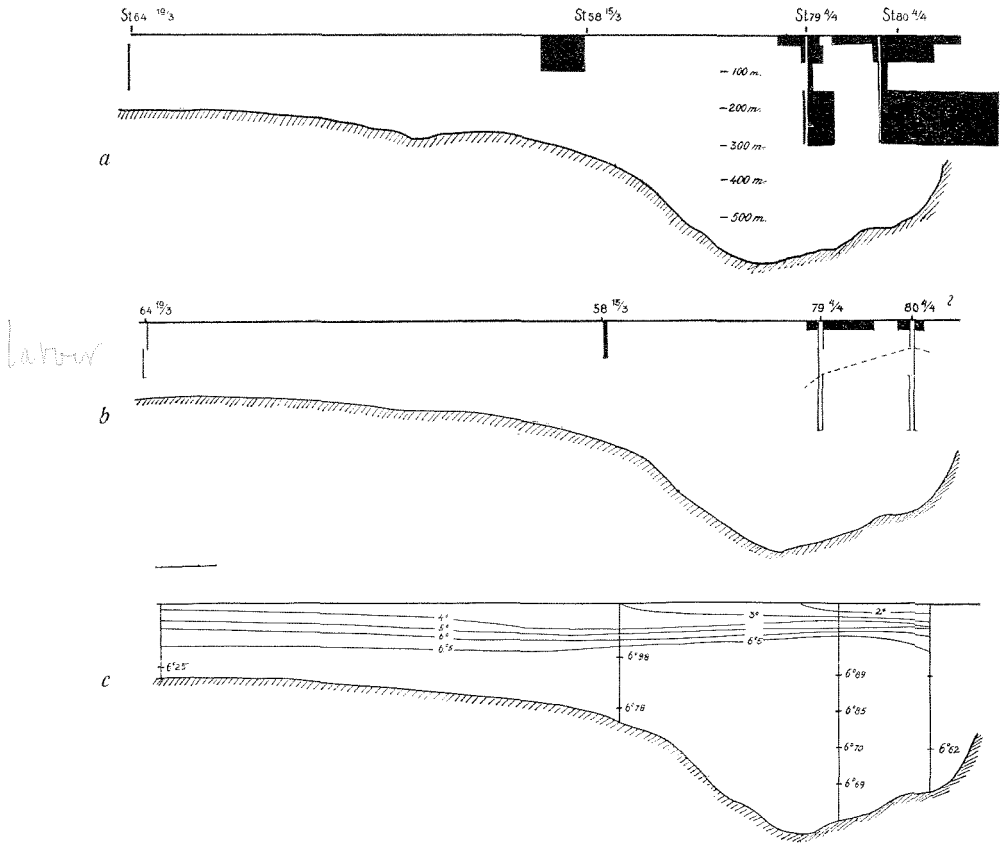 St64 19/3 St58 15/3 St79 4/4 St80 4/4
- 100 m.
- 200 m.
- 300 m.
- 400 m.
- 500 m.
a
64 19/3 58 15/3 79 4/4 80 4/4
b
4° 3° 2°
5°
6° 6°5
6°5
6°25 6°98 6°89
c
6°78 6°85
6°70 6°62
6°69